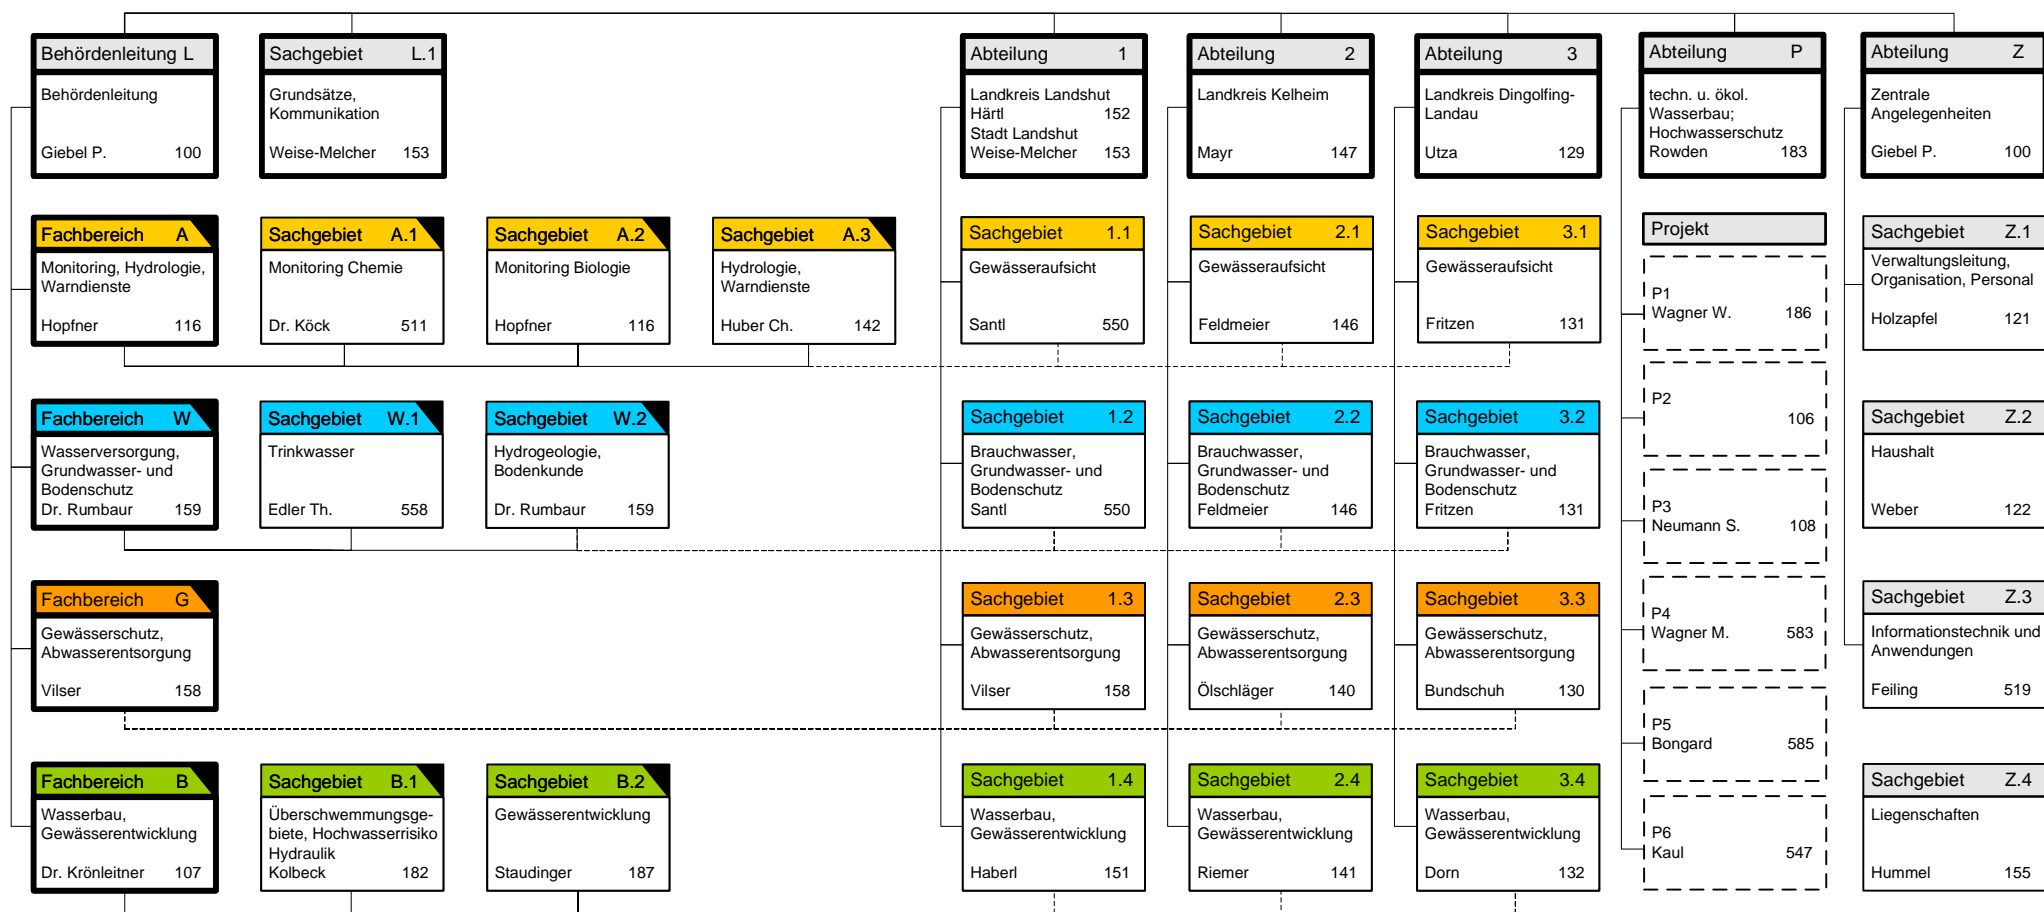 Behördenleitung L
Behördenleitung
Giebel P. 100
Sachgebiet L.1
Grundsätze,
Kommunikation
Weise-Melcher 153
Abteilung 1
Landkreis Landshut
Härtl 152
Stadt Landshut
Weise-Melcher 153
Abteilung 2
Landkreis Kelheim
Mayr 147
Abteilung 3
Landkreis Dingolfing-
Landau
Utza 129
Abteilung P
techn. u. ökol.
Wasserbau;
Hochwasserschutz
Rowden 183
Abteilung Z
Zentrale
Angelegenheiten
Giebel P. 100
Fachbereich A
Monitoring, Hydrologie,
Warndienste
Hopfner 116
Sachgebiet A.1
Monitoring Chemie
Dr. Köck 511
Sachgebiet A.2
Monitoring Biologie
Hopfner 116
Sachgebiet A.3
Hydrologie,
Warndienste
Huber Ch. 142
Sachgebiet 1.1
Gewässeraufsicht
Santl 550
Sachgebiet 2.1
Gewässeraufsicht
Feldmeier 146
Sachgebiet 3.1
Gewässeraufsicht
Fritzen 131
Projekt
P1
Wagner W. 186
P2
106
P3
Neumann S. 108
P4
Wagner M. 583
P5
Bongard 585
P6
Kaul 547
Sachgebiet Z.1
Verwaltungsleitung,
Organisation, Personal
Holzapfel 121
Fachbereich W
Wasserversorgung,
Grundwasser- und
Bodenschutz
Dr. Rumbaur 159
Sachgebiet W.1
Trinkwasser
Edler Th. 558
Sachgebiet W.2
Hydrogeologie,
Bodenkunde
Dr. Rumbaur 159
Sachgebiet 1.2
Brauchwasser,
Grundwasser- und
Bodenschutz
Santl 550
Sachgebiet 2.2
Brauchwasser,
Grundwasser- und
Bodenschutz
Feldmeier 146
Sachgebiet 3.2
Brauchwasser,
Grundwasser- und
Bodenschutz
Fritzen 131
Sachgebiet Z.2
Haushalt
Weber 122
Fachbereich G
Gewässerschutz,
Abwasserentsorgung
Vilser 158
Sachgebiet 1.3
Gewässerschutz,
Abwasserentsorgung
Vilser 158
Sachgebiet 2.3
Gewässerschutz,
Abwasserentsorgung
Ölschläger 140
Sachgebiet 3.3
Gewässerschutz,
Abwasserentsorgung
Bundschuh 130
Sachgebiet Z.3
Informationstechnik und
Anwendungen
Feiling 519
Fachbereich B
Wasserbau,
Gewässerentwicklung
Dr. Krönleitner 107
Sachgebiet B.1
Überschwemmungsge-
biete, Hochwasserrisiko
Hydraulik
Kolbeck 182
Sachgebiet B.2
Gewässerentwicklung
Staudinger 187
Sachgebiet 1.4
Wasserbau,
Gewässerentwicklung
Haberl 151
Sachgebiet 2.4
Wasserbau,
Gewässerentwicklung
Riemer 141
Sachgebiet 3.4
Wasserbau,
Gewässerentwicklung
Dorn 132
Sachgebiet Z.4
Liegenschaften
Hummel 155